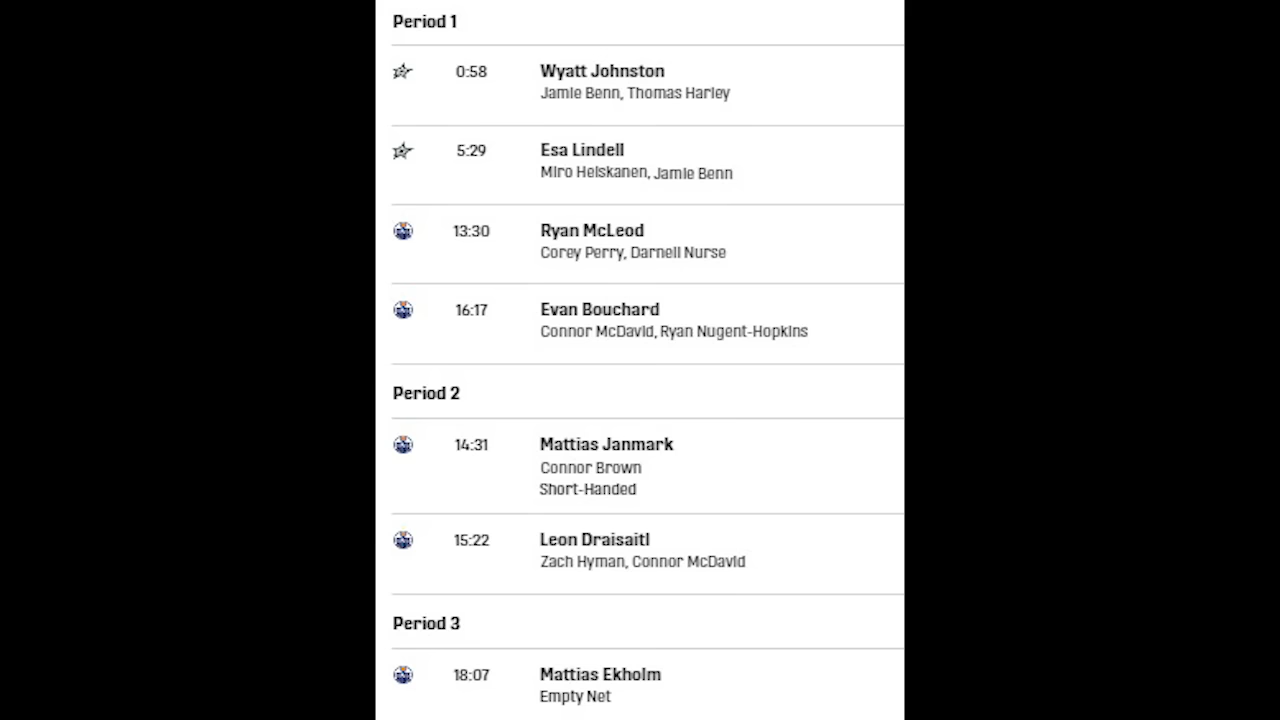 Period 1
0:58 Wyatt Johnston
Jamie Benn, Thomas Harley
5:29 Esa Lindell
Miro Heiskanen, Jamie Benn
13:30 Ryan McLeod
Corey Perry, Darnell Nurse
16:17 Evan Bouchard
Connor McDavid, Ryan Nugent-Hopkins
Period 2
14:31 Mattias Janmark
Connor Brown
Short-Handed
15:22 Leon Draisaitl
Zach Hyman, Connor McDavid
Period 3
18:07 Mattias Ekholm
Empty Net